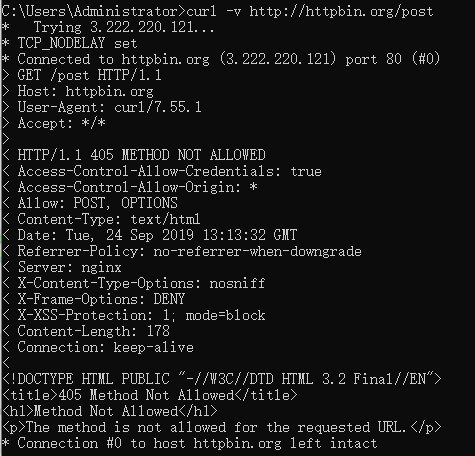 C:\Users\Administrator>curl -v http://httpbin.org/post
*   Trying 3.222.220.121...
* TCP_NODELAY set
* Connected to httpbin.org (3.222.220.121) port 80 (#0)
> GET /post HTTP/1.1
> Host: httpbin.org
> User-Agent: curl/7.55.1
> Accept: */*
>
< HTTP/1.1 405 METHOD NOT ALLOWED
< Access-Control-Allow-Credentials: true
< Access-Control-Allow-Origin: *
< Allow: POST, OPTIONS
< Content-Type: text/html
< Date: Tue, 24 Sep 2019 13:13:32 GMT
< Referrer-Policy: no-referrer-when-downgrade
< Server: nginx
< X-Content-Type-Options: nosniff
< X-Frame-Options: DENY
< X-XSS-Protection: 1; mode=block
< Content-Length: 178
< Connection: keep-alive
<
<!DOCTYPE HTML PUBLIC "-//W3C//DTD HTML 3.2 Final//EN">
<title>405 Method Not Allowed</title>
<h1>Method Not Allowed</h1>
<p>The method is not allowed for the requested URL.</p>
* Connection #0 to host httpbin.org left intact